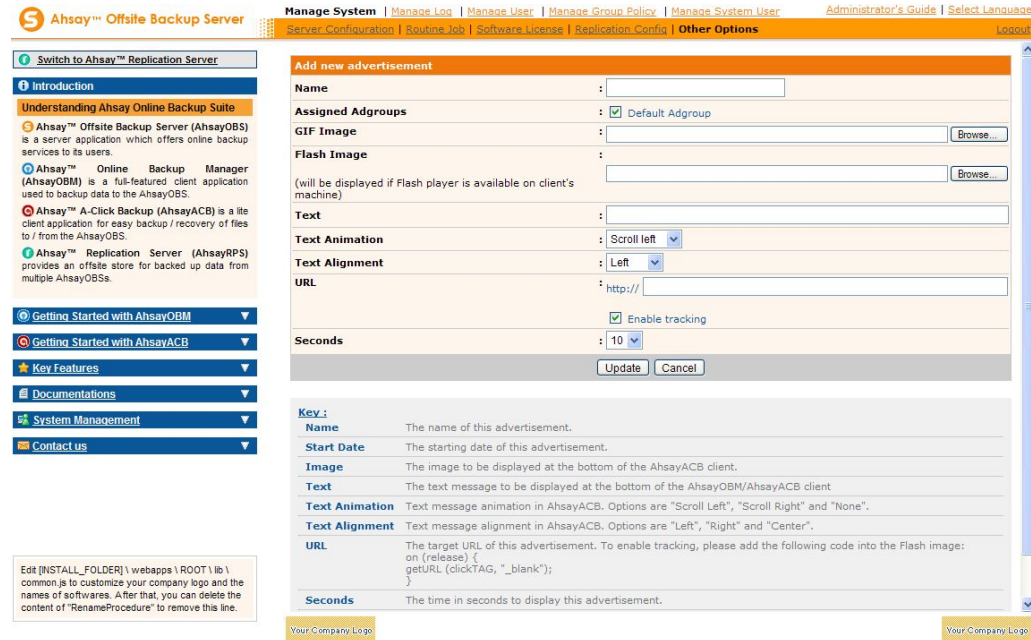 Ahsay™ Offsite Backup Server
Manage System | Manage Log | Manage User | Manage Group Policy | Manage System User
Administrator's Guide | Select Language
Server Configuration | Routine Job | Software License | Replication Config | Other Options
Logout
Switch to Ahsay™ Replication Server
Introduction
Understanding Ahsay Online Backup Suite
Ahsay™ Offsite Backup Server (AhsayOBS)
is a server application which offers online backup
services to its users.
Ahsay™ Online Backup Manager
(AhsayOBM) is a full-featured client application
used to backup data to the AhsayOBS.
Ahsay™ A-Click Backup (AhsayACB) is a lite
client application for easy backup / recovery of files
to / from the AhsayOBS.
Ahsay™ Replication Server (AhsayRPS)
provides an offsite store for backed up data from
multiple AhsayOBSs.
Getting Started with AhsayOBM
Getting Started with AhsayACB
Key Features
Documentations
System Management
Contact us
Edit [INSTALL_FOLDER] \ webapps \ ROOT \ lib \
common.js to customize your company logo and the
names of softwares. After that, you can delete the
content of "RenameProcedure" to remove this line.
Add new advertisement
Name :
Assigned Adgroups : Default Adgroup
GIF Image : Browse...
Flash Image :
(will be displayed if Flash player is available on client's
machine)
Browse...
Text :
Text Animation : Scroll left
Text Alignment : Left
URL : http://
Enable tracking
Seconds : 10
Update Cancel
Key :
Name The name of this advertisement.
Start Date The starting date of this advertisement.
Image The image to be displayed at the bottom of the AhsayACB client.
Text The text message to be displayed at the bottom of the AhsayOBM/AhsayACB client
Text Animation Text message animation in AhsayACB. Options are "Scroll Left", "Scroll Right" and "None".
Text Alignment Text message alignment in AhsayACB. Options are "Left", "Right" and "Center".
URL The target URL of this advertisement. To enable tracking, please add the following code into the Flash image:
on (release) {
getURL (clickTAG, "_blank");
}
Seconds The time in seconds to display this advertisement.
Your Company Logo
Your Company Logo